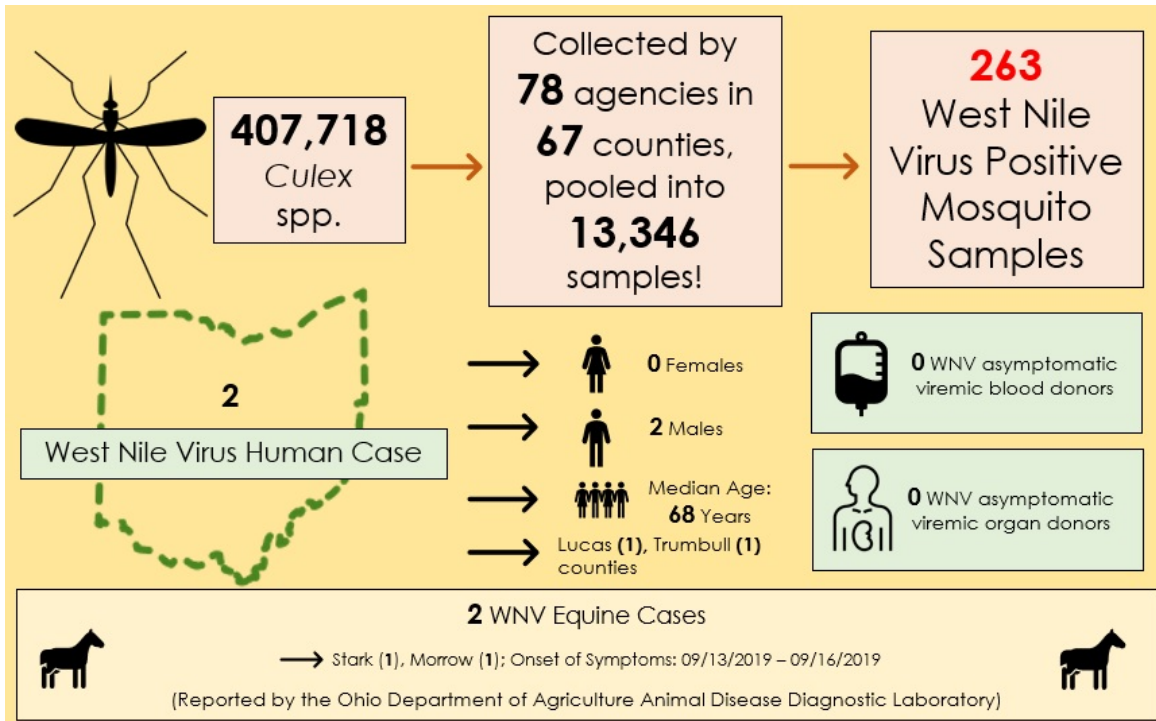 407,718
Culex
spp.
Collected by
78 agencies in
67 counties,
pooled into
13,346
samples!
263
West Nile
Virus Positive
Mosquito
Samples
2
West Nile Virus Human Case
0 Females
2 Males
Median Age:
68 Years
Lucas (1), Trumbull (1)
counties
0 WNV asymptomatic
viremic blood donors
0 WNV asymptomatic
viremic organ donors
2 WNV Equine Cases
Stark (1), Morrow (1); Onset of Symptoms: 09/13/2019 – 09/16/2019
(Reported by the Ohio Department of Agriculture Animal Disease Diagnostic Laboratory)